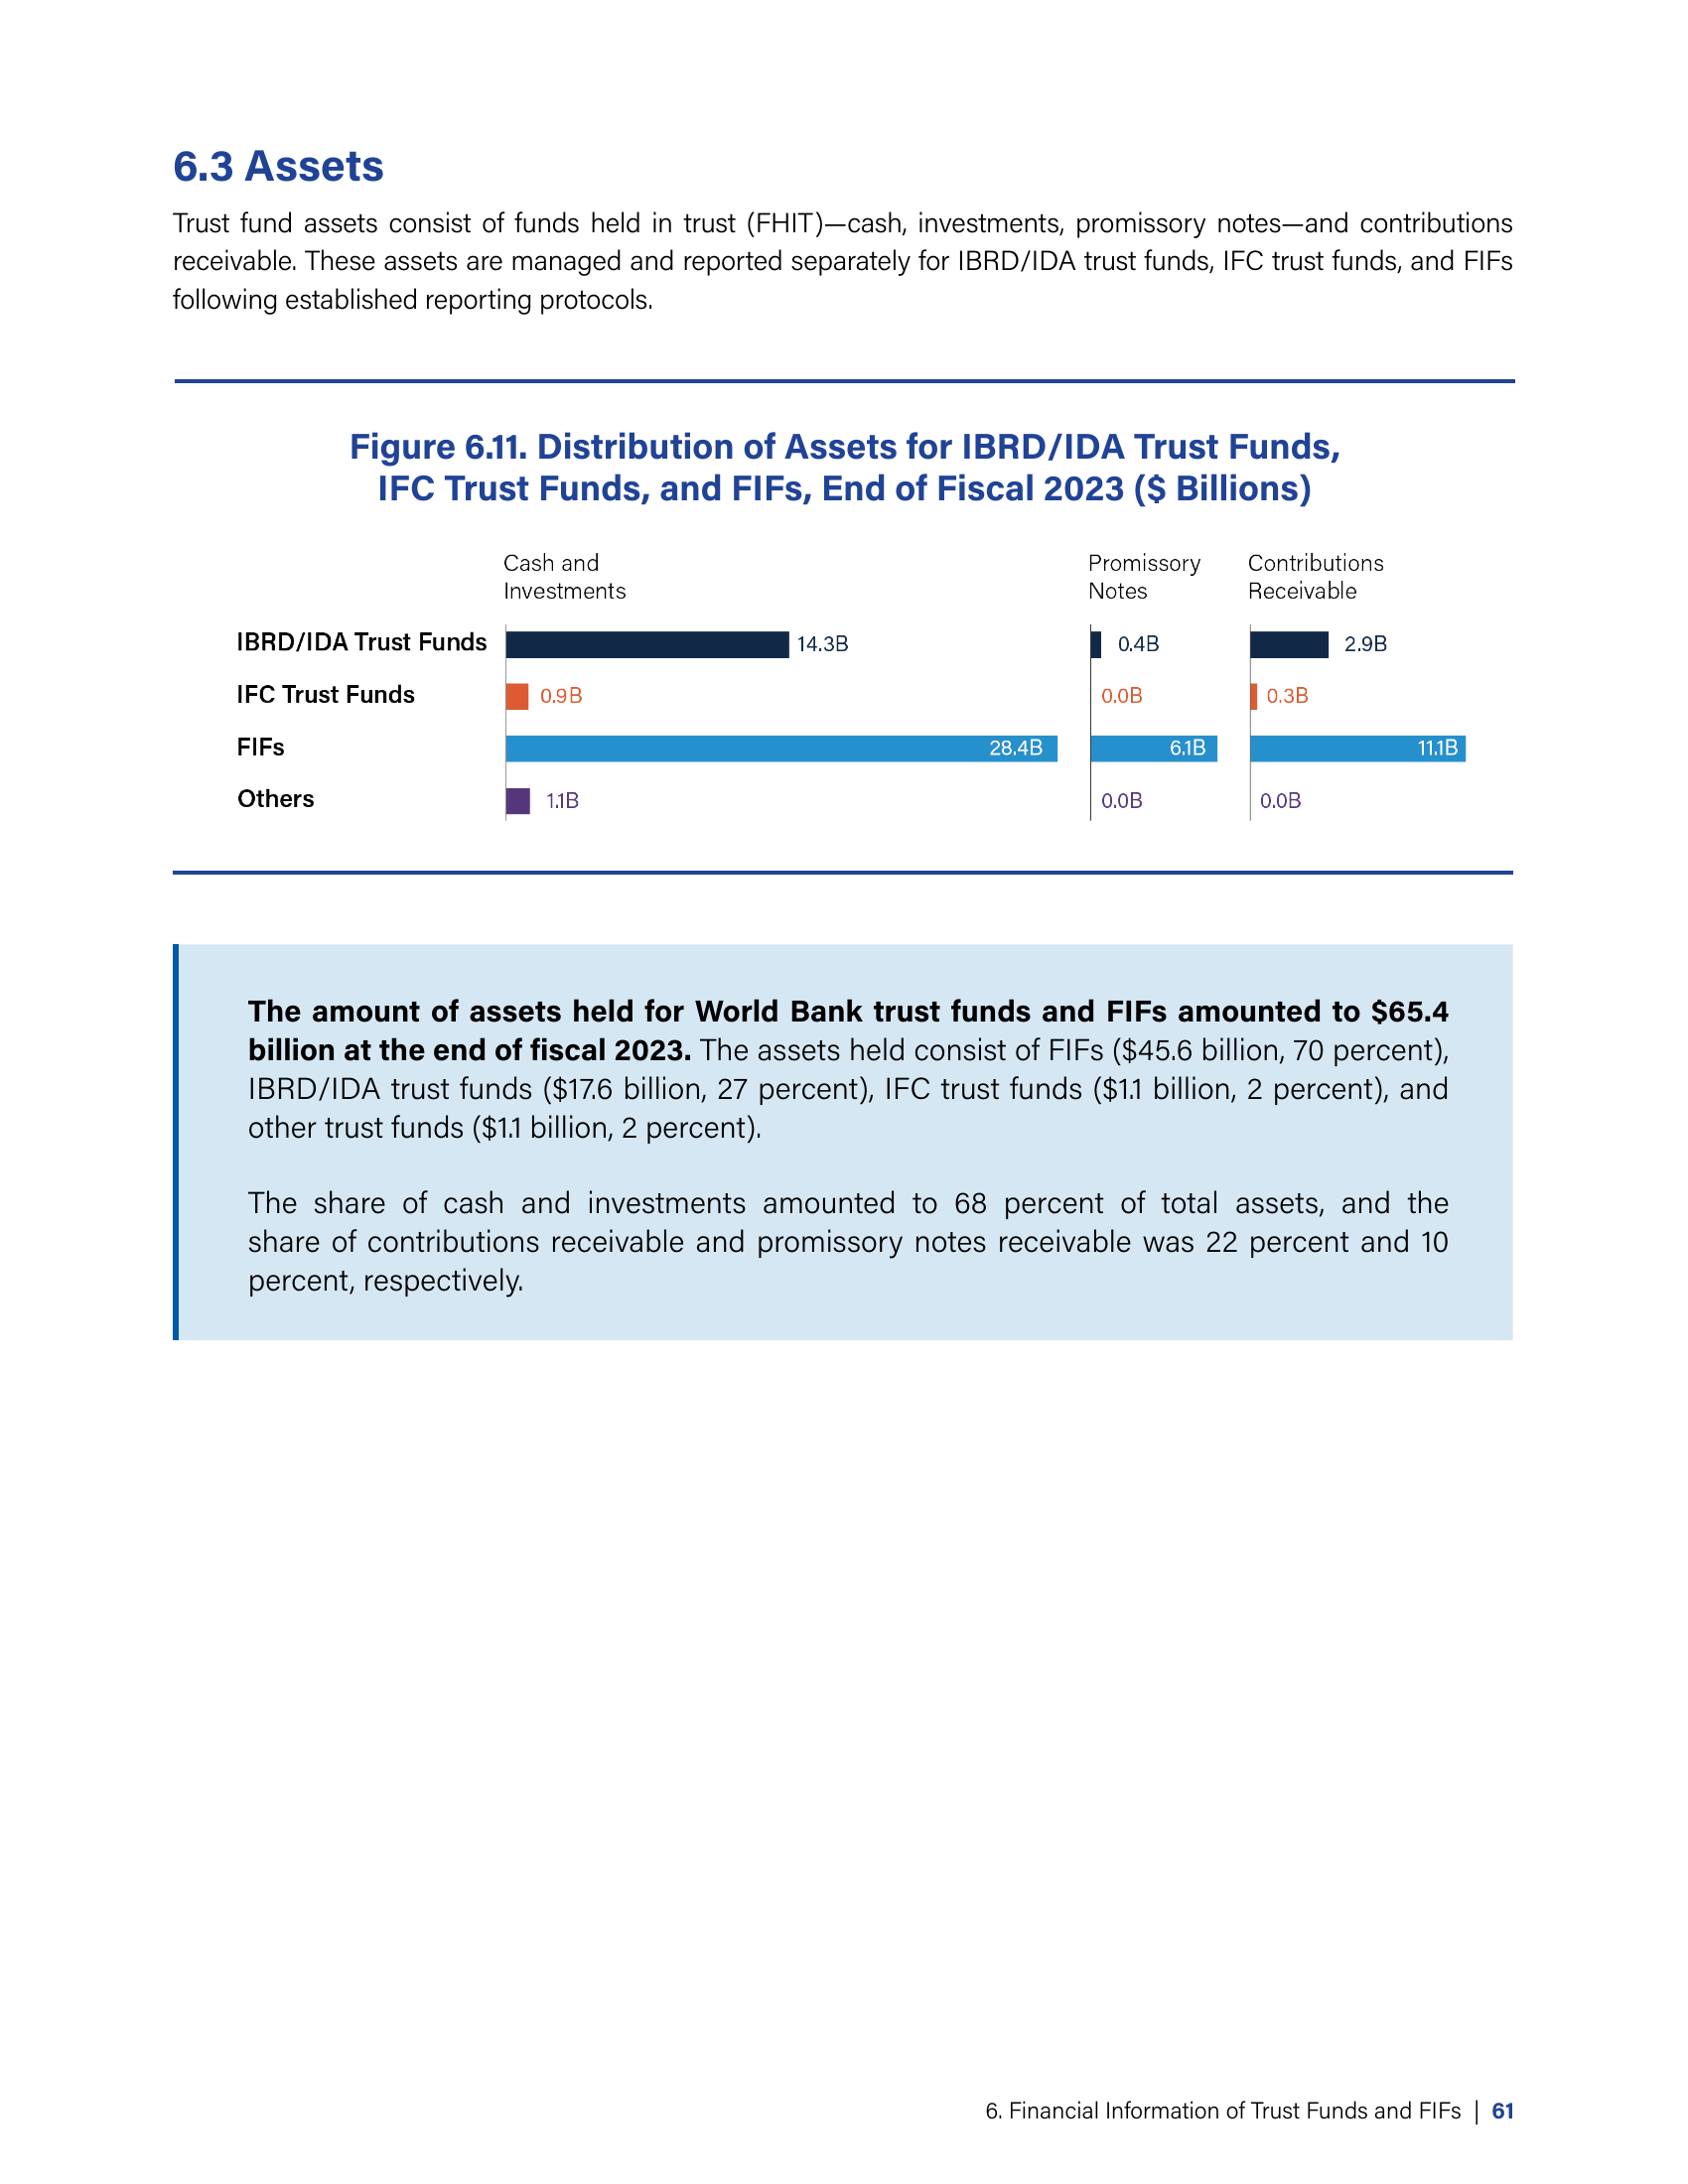 6.3 Assets
Trust fund assets consist of funds held in trust (FHIT)—cash, investments, promissory notes—and contributions
receivable. These assets are managed and reported separately for IBRD/IDA trust funds, IFC trust funds, and FIFs
following established reporting protocols.
Figure 6.11. Distribution of Assets for IBRD/IDA Trust Funds,
IFC Trust Funds, and FIFs, End of Fiscal 2023 ($ Billions)
Cash and
Investments
Promissory
Notes
Contributions
Receivable
IBRD/IDA Trust Funds 14.3B 0.4B 2.9B
IFC Trust Funds 0.9B 0.0B 0.3B
FIFs 28.4B 6.1B 11.1B
Others 1.1B 0.0B 0.0B
The amount of assets held for World Bank trust funds and FIFs amounted to $65.4
billion at the end of fiscal 2023. The assets held consist of FIFs ($45.6 billion, 70 percent),
IBRD/IDA trust funds ($17.6 billion, 27 percent), IFC trust funds ($1.1 billion, 2 percent), and
other trust funds ($1.1 billion, 2 percent).
The share of cash and investments amounted to 68 percent of total assets, and the
share of contributions receivable and promissory notes receivable was 22 percent and 10
percent, respectively.
6. Financial Information of Trust Funds and FIFs | 61